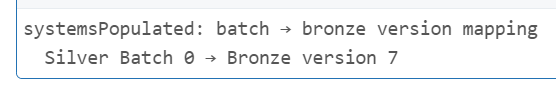 systemsPopulated: batch → bronze version mapping
Silver Batch 0 → Bronze version 7